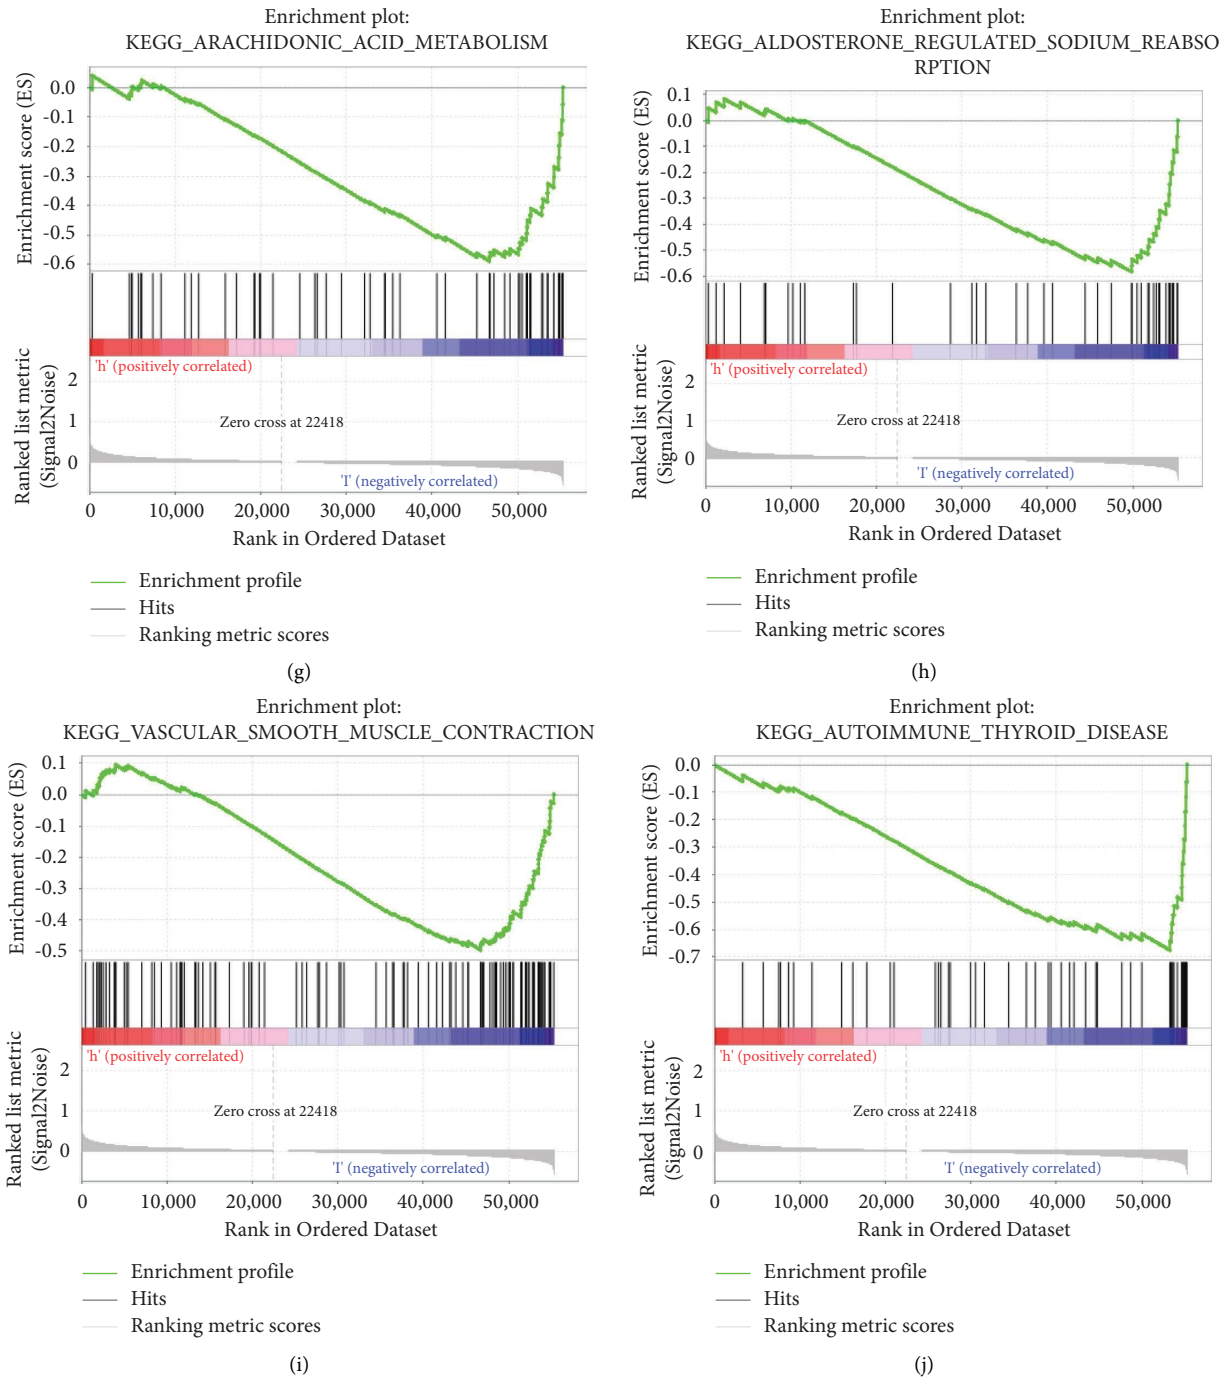 Enrichment plot:
KEGG_ARACHIDONIC_ACID_METABOLISM
Enrichment score (ES)
0.0
-0.1
-0.2
-0.3
-0.4
-0.5
-0.6
'h' (positively correlated)
Ranked list metric
(Signal2Noise)
2
1
0
Zero cross at 22418
'l' (negatively correlated)
0 10,000 20,000 30,000 40,000 50,000
Rank in Ordered Dataset
Enrichment profile
Hits
Ranking metric scores
(g)
Enrichment plot:
KEGG_ALDOSTERONE_REGULATED_SODIUM_REABSO
RPTION
Enrichment score (ES)
0.1
0.0
-0.1
-0.2
-0.3
-0.4
-0.5
-0.6
'h' (positively correlated)
Ranked list metric
(Signal2Noise)
2
1
0
Zero cross at 22418
'l' (negatively correlated)
0 10,000 20,000 30,000 40,000 50,000
Rank in Ordered Dataset
Enrichment profile
Hits
Ranking metric scores
(h)
Enrichment plot:
KEGG_VASCULAR_SMOOTH_MUSCLE_CONTRACTION
Enrichment score (ES)
0.1
0.0
-0.1
-0.2
-0.3
-0.4
-0.5
'h' (positively correlated)
Ranked list metric
(Signal2Noise)
2
1
0
Zero cross at 22418
'l' (negatively correlated)
0 10,000 20,000 30,000 40,000 50,000
Rank in Ordered Dataset
Enrichment profile
Hits
Ranking metric scores
(i)
Enrichment plot:
KEGG_AUTOIMMUNE_THYROID_DISEASE
Enrichment score (ES)
0.0
-0.1
-0.2
-0.3
-0.4
-0.5
-0.6
-0.7
'h' (positively correlated)
Ranked list metric
(Signal2Noise)
2
1
0
Zero cross at 22418
'l' (negatively correlated)
0 10,000 20,000 30,000 40,000 50,000
Rank in Ordered Dataset
Enrichment profile
Hits
Ranking metric scores
(j)